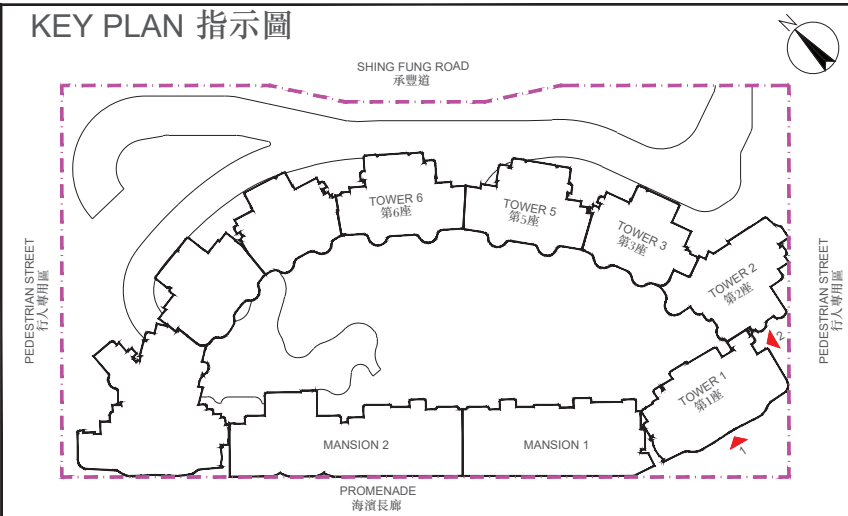 KEY PLAN 指示圖
N
SHING FUNG ROAD
承豐道
PEDESTRIAN STREET
行人專用區
TOWER 6
第6座
TOWER 5
第5座
TOWER 3
第3座
TOWER 2
第2座
TOWER 1
第1座
2
1
MANSION 2
MANSION 1
PEDESTRIAN STREET
行人專用區
PROMENADE
海濱長廊